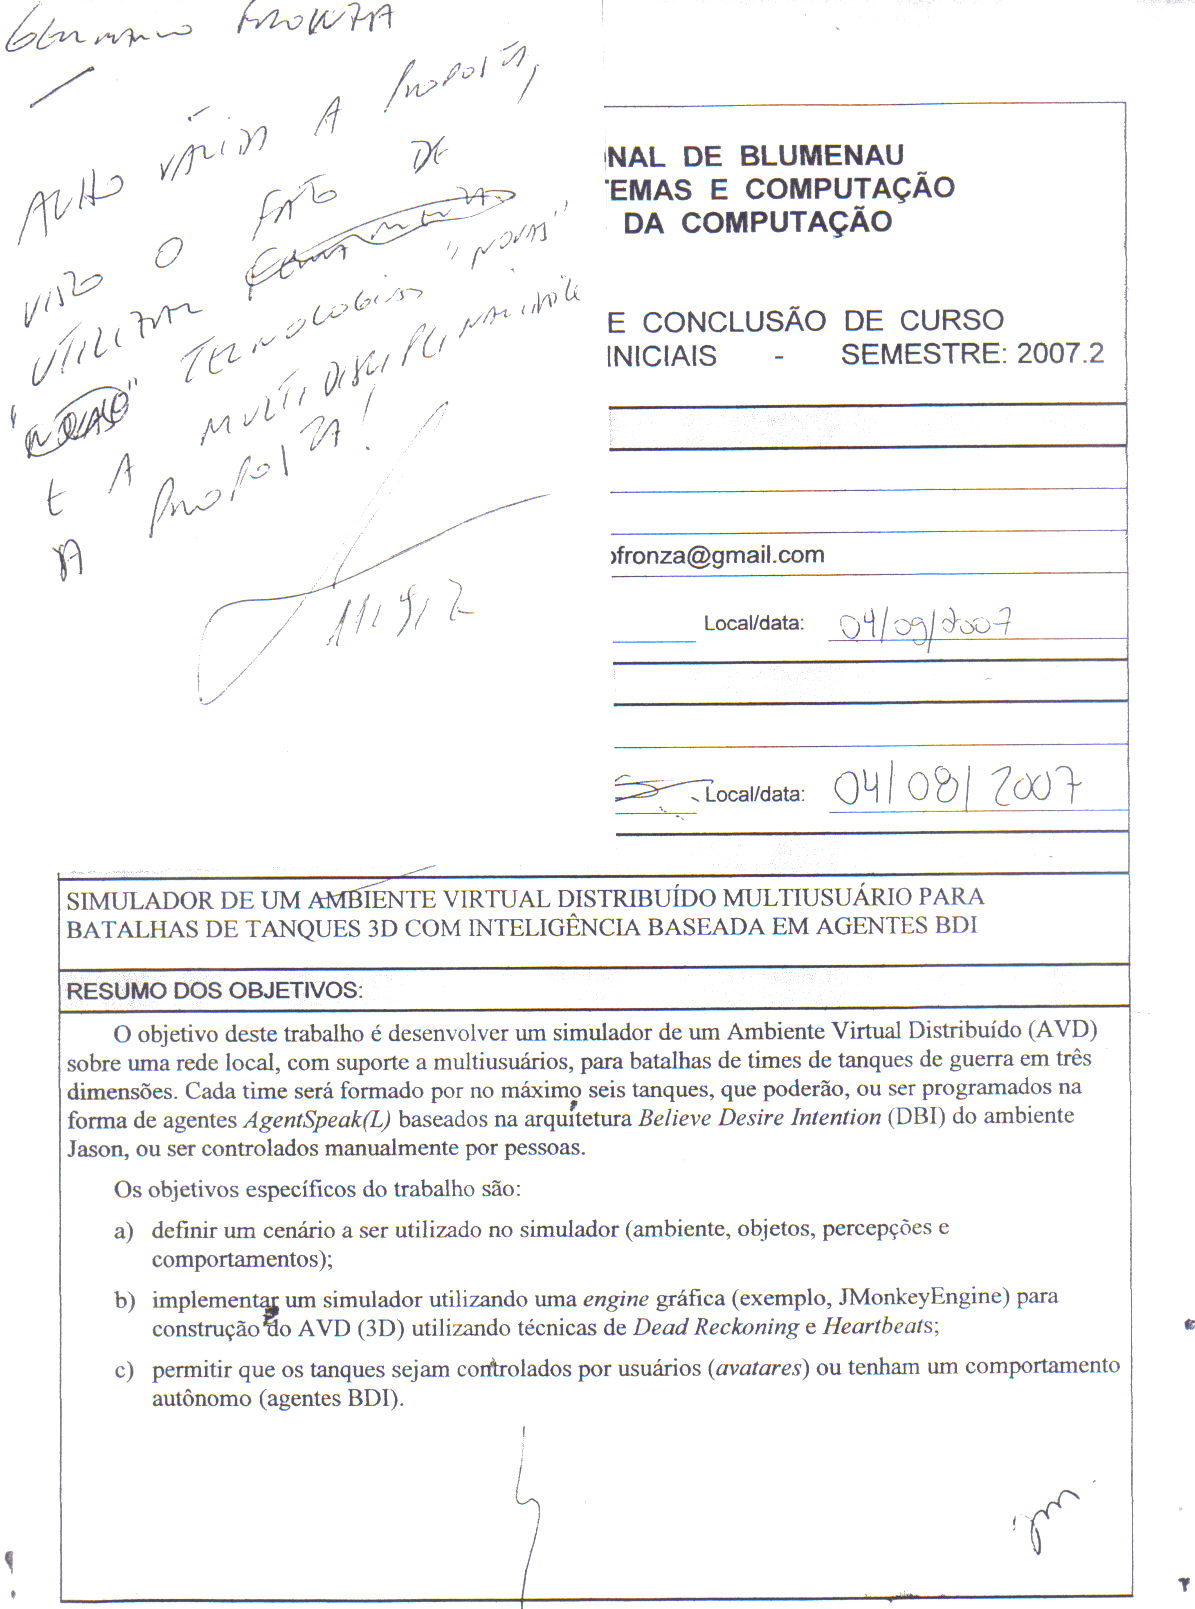 GERMANO FRONZA
ACHO VÁLIDA A PROPOSTA,
VISTO O FATO DE
UTILIZAR
TECNOLOGIAS "NOVAS"
E A MULTIDISCIPLINARIDADE
DA PROPOSTA!
11/9/7
NAL DE BLUMENAU
TEMAS E COMPUTAÇÃO
DA COMPUTAÇÃO
E CONCLUSÃO DE CURSO
INICIAIS - SEMESTRE: 2007.2
ofronza@gmail.com
Local/data: 04/09/2007
Local/data: 04/08/2007
SIMULADOR DE UM AMBIENTE VIRTUAL DISTRIBUÍDO MULTIUSUÁRIO PARA
BATALHAS DE TANQUES 3D COM INTELIGÊNCIA BASEADA EM AGENTES BDI
RESUMO DOS OBJETIVOS:
O objetivo deste trabalho é desenvolver um simulador de um Ambiente Virtual Distribuído (AVD)
sobre uma rede local, com suporte a multiusuários, para batalhas de times de tanques de guerra em três
dimensões. Cada time será formado por no máximo seis tanques, que poderão, ou ser programados na
forma de agentes AgentSpeak(L) baseados na arquitetura Believe Desire Intention (DBI) do ambiente
Jason, ou ser controlados manualmente por pessoas.
Os objetivos específicos do trabalho são:
a) definir um cenário a ser utilizado no simulador (ambiente, objetos, percepções e
comportamentos);
b) implementar um simulador utilizando uma engine gráfica (exemplo, JMonkeyEngine) para
construção do AVD (3D) utilizando técnicas de Dead Reckoning e Heartbeats;
c) permitir que os tanques sejam controlados por usuários (avatares) ou tenham um comportamento
autônomo (agentes BDI).